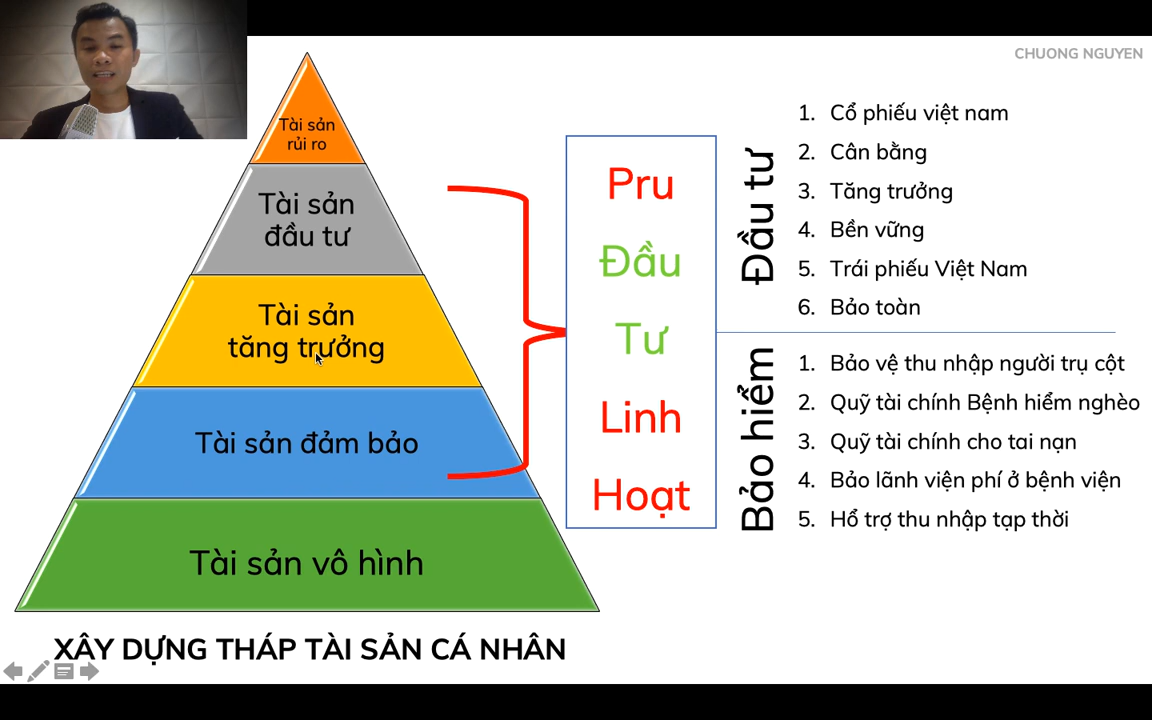 CHUONG NGUYEN
Tài sản
rủi ro
Tài sản
đầu tư
Tài sản
tăng trưởng
Tài sản đảm bảo
Tài sản vô hình
XÂY DỰNG THÁP TÀI SẢN CÁ NHÂN
Pru
Đầu
Tư
Linh
Hoạt
Đầu tư
1. Cổ phiếu việt nam
2. Cân bằng
3. Tăng trưởng
4. Bền vững
5. Trái phiếu Việt Nam
6. Bảo toàn
Bảo hiểm
1. Bảo vệ thu nhập người trụ cột
2. Quỹ tài chính Bệnh hiểm nghèo
3. Quỹ tài chính cho tai nạn
4. Bảo lãnh viện phí ở bệnh viện
5. Hổ trợ thu nhập tạp thời